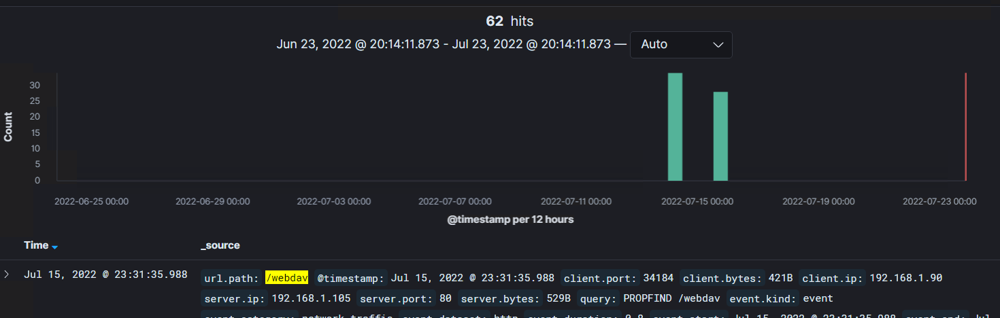 62 hits
Jun 23, 2022 @ 20:14:11.873 - Jul 23, 2022 @ 20:14:11.873 — Auto
Count
30
25
20
15
10
5
0
2022-06-25 00:00 2022-06-29 00:00 2022-07-03 00:00 2022-07-07 00:00 2022-07-11 00:00 2022-07-15 00:00 2022-07-19 00:00 2022-07-23 00:00
@timestamp per 12 hours
Time _source
Jul 15, 2022 @ 23:31:35.988 url.path: /webdav @timestamp: Jul 15, 2022 @ 23:31:35.988 client.port: 34184 client.bytes: 421B client.ip: 192.168.1.90
server.ip: 192.168.1.105 server.port: 80 server.bytes: 529B query: PROPFIND /webdav event.kind: event
event.category: network_traffic event.dataset: http event.duration: 0.8 event.start: Jul 15, 2022 @ 23:31:35.988 event.end: Jul